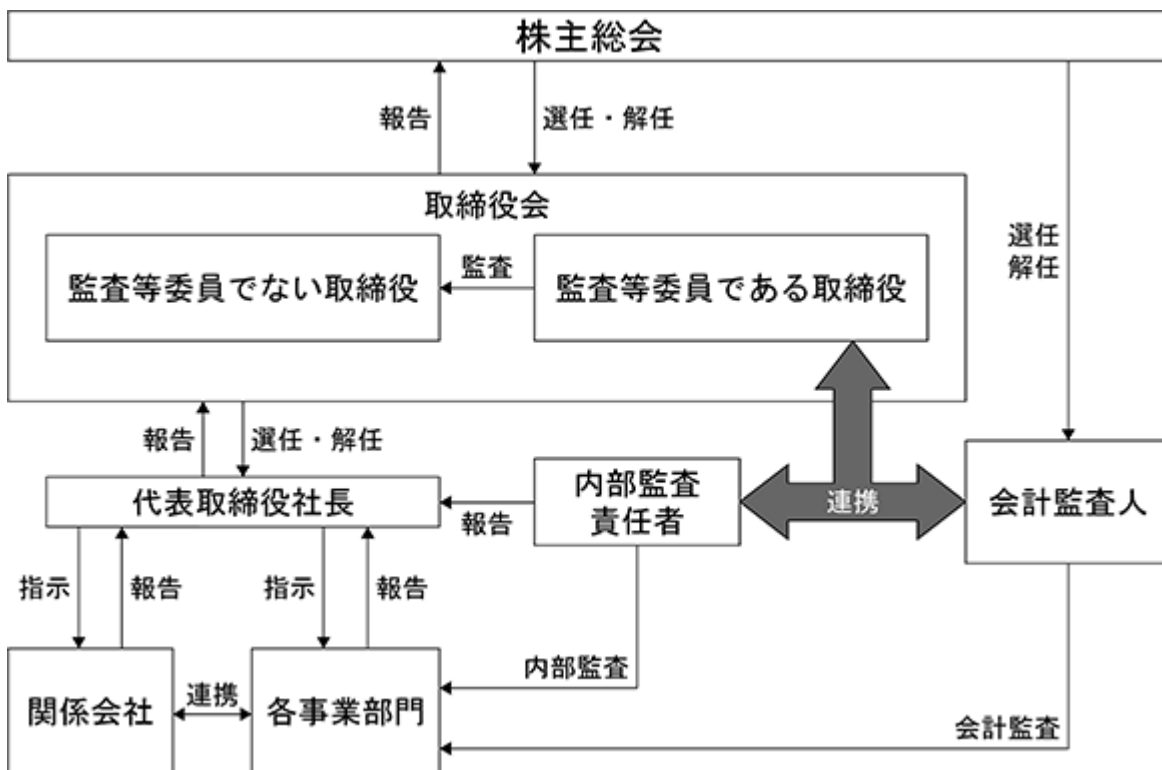 株主総会
報告
選任・解任
取締役会
選任
解任
監査等委員でない取締役
監査
監査等委員である取締役
報告
選任・解任
代表取締役社長
報告
内部監査
責任者
連携
会計監査人
指示
報告
指示
報告
内部監査
関係会社
連携
各事業部門
会計監査